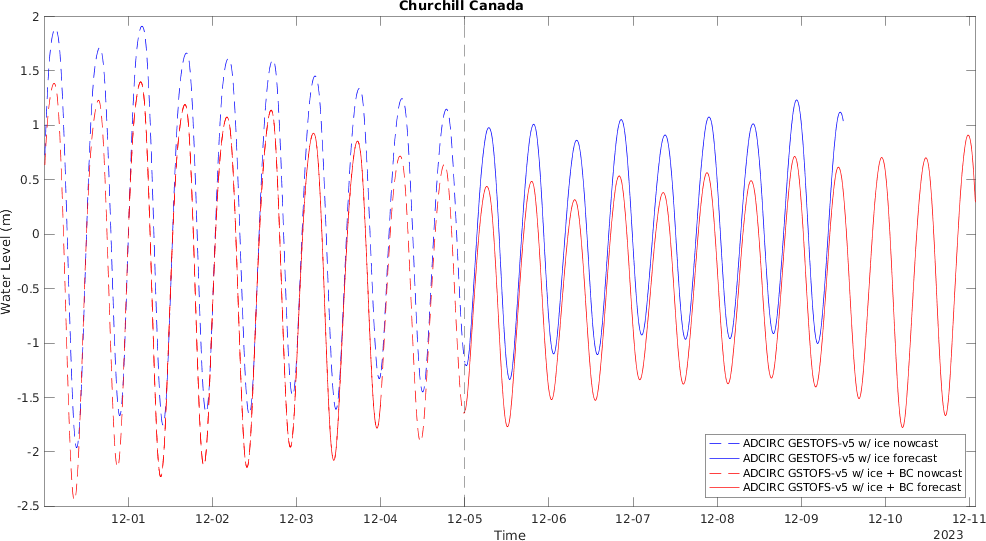 Churchill Canada
2
1.5
1
0.5
0
-0.5
-1
-1.5
-2
-2.5
Water Level (m)
12-01 12-02 12-03 12-04 12-05 12-06 12-07 12-08 12-09 12-10 12-11
Time
2023
ADCIRC GESTOFS-v5 w/ ice nowcast
ADCIRC GESTOFS-v5 w/ ice forecast
ADCIRC GSTOFS-v5 w/ ice + BC nowcast
ADCIRC GSTOFS-v5 w/ ice + BC forecast